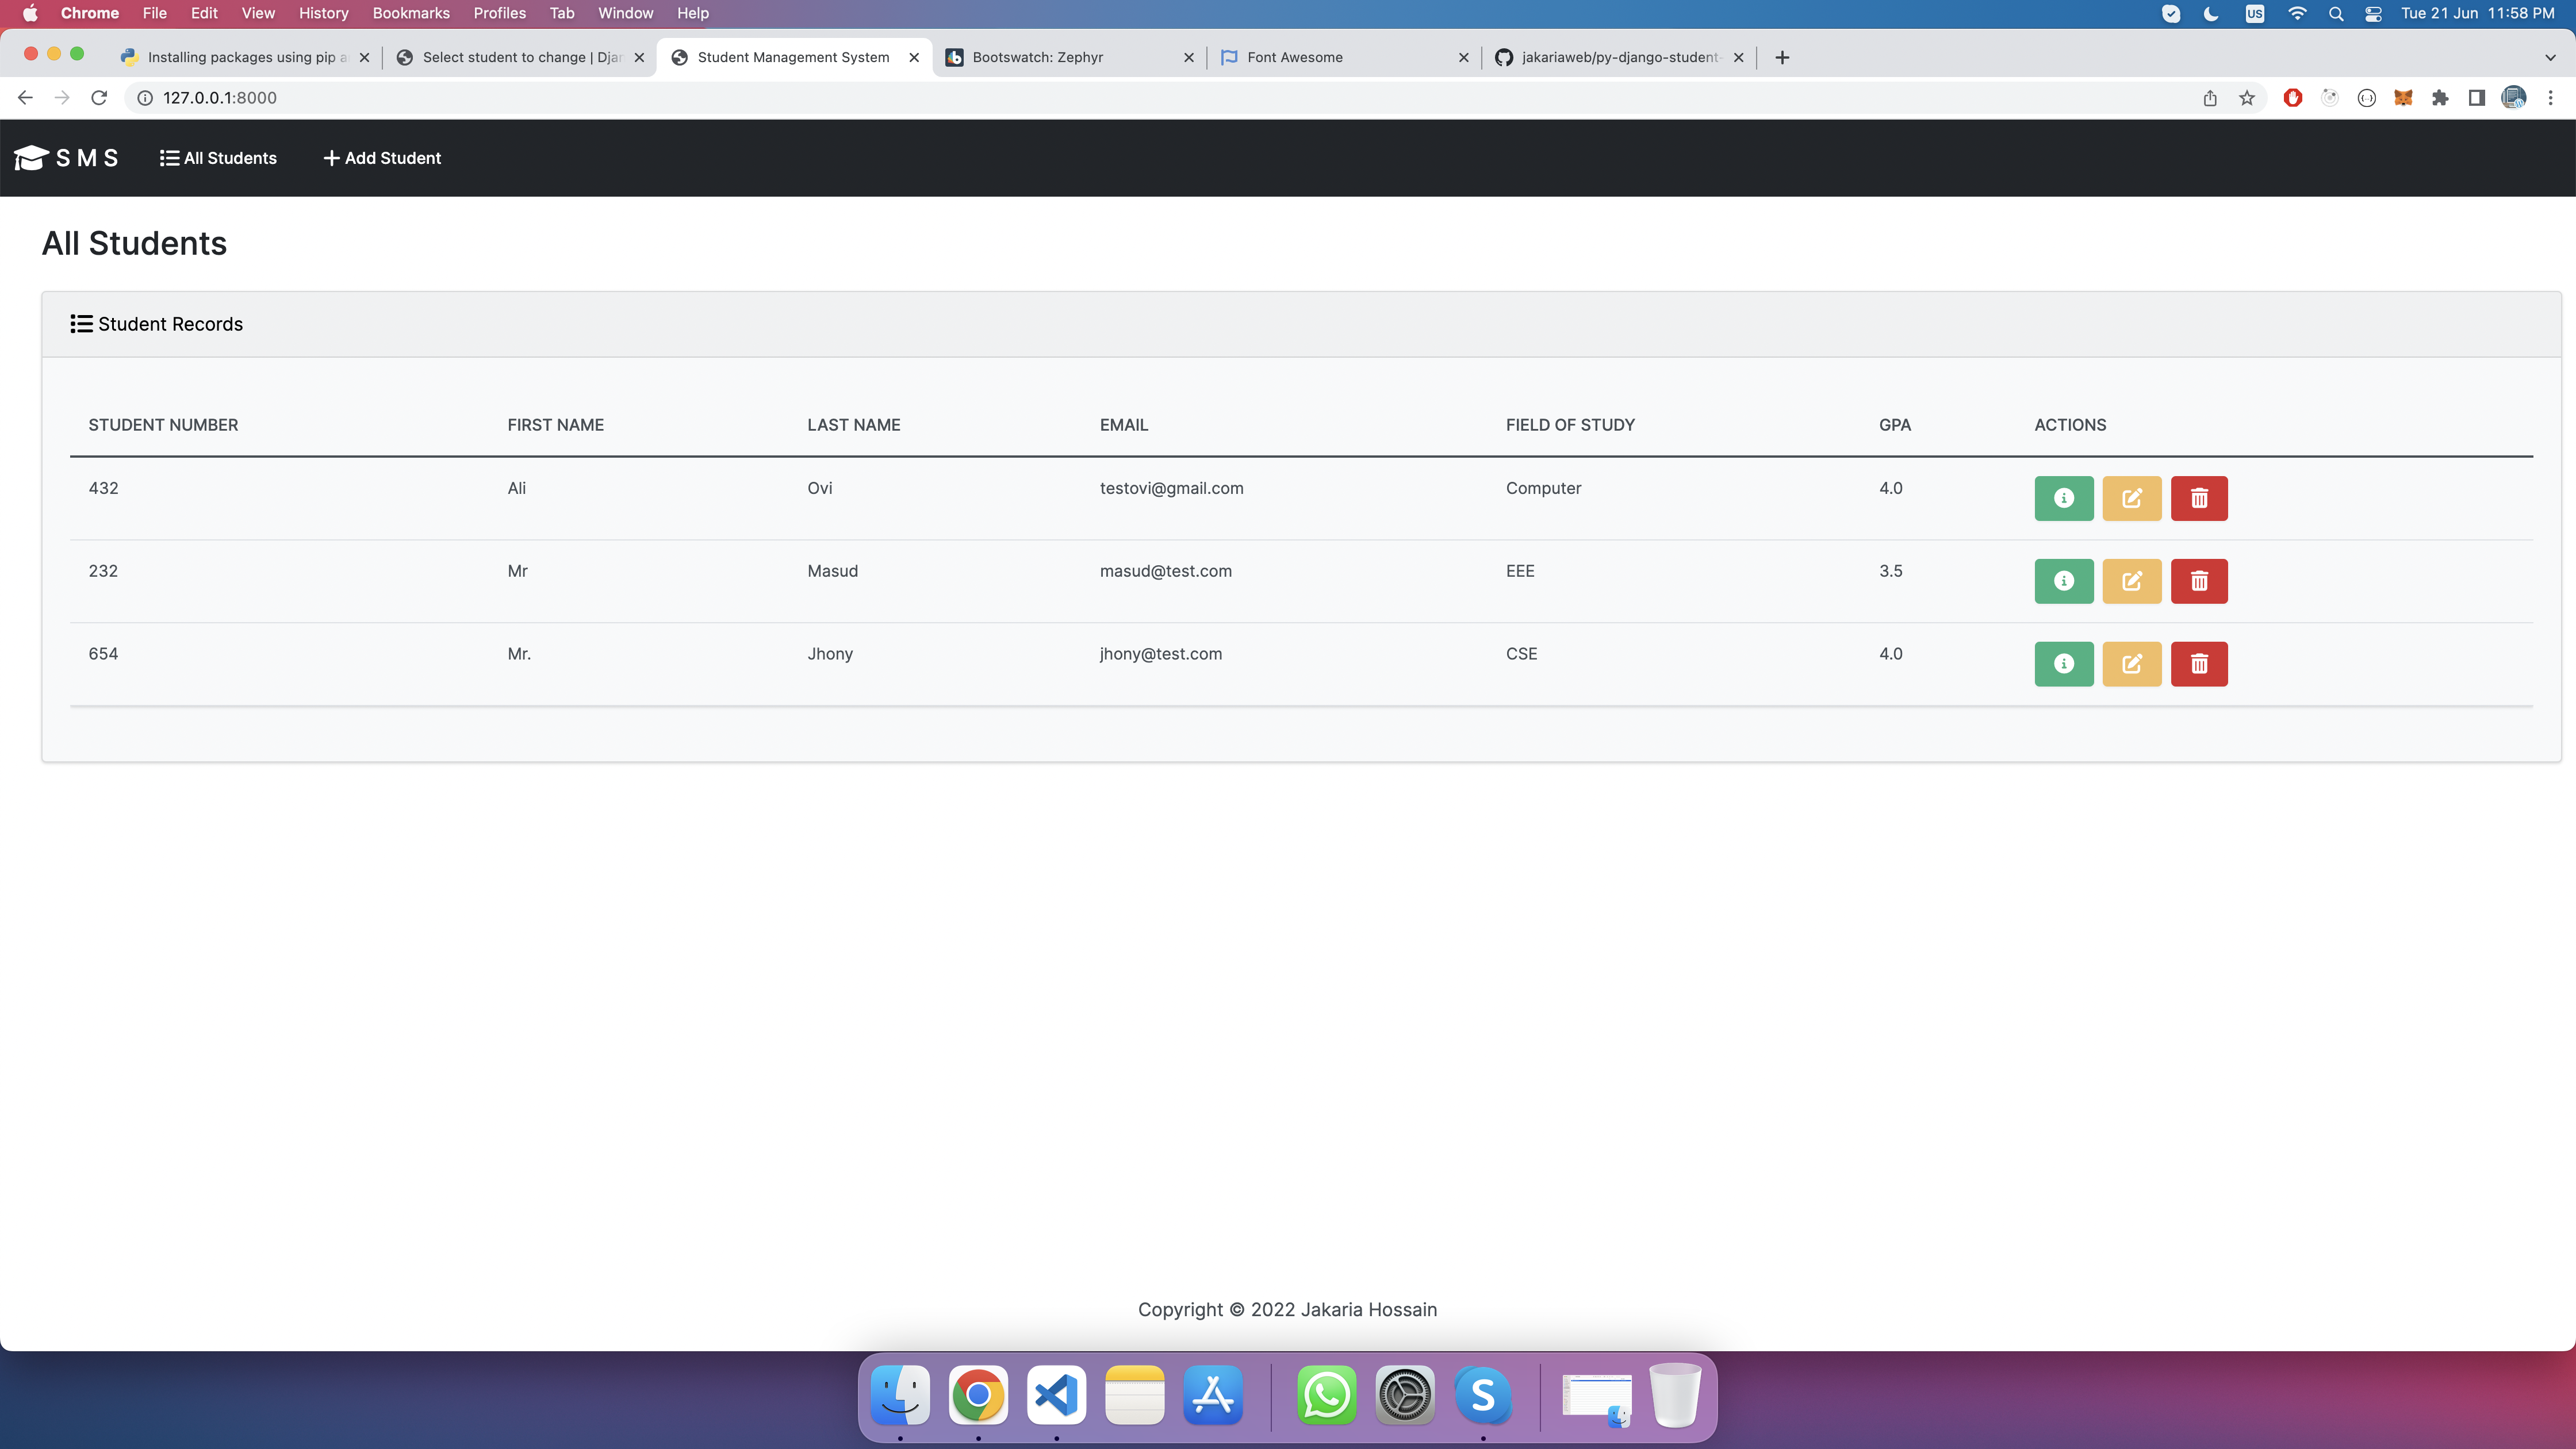 Chrome File Edit View History Bookmarks Profiles Tab Window Help US Tue 21 Jun 11:58 PM
Installing packages using pip a Select student to change | Djan Student Management System Bootswatch: Zephyr Font Awesome jakariaweb/py-django-student-
127.0.0.1:8000
S M S All Students Add Student
All Students
Student Records
STUDENT NUMBER FIRST NAME LAST NAME EMAIL FIELD OF STUDY GPA ACTIONS
432 Ali Ovi testovi@gmail.com Computer 4.0
232 Mr Masud masud@test.com EEE 3.5
654 Mr. Jhony jhony@test.com CSE 4.0
Copyright © 2022 Jakaria Hossain